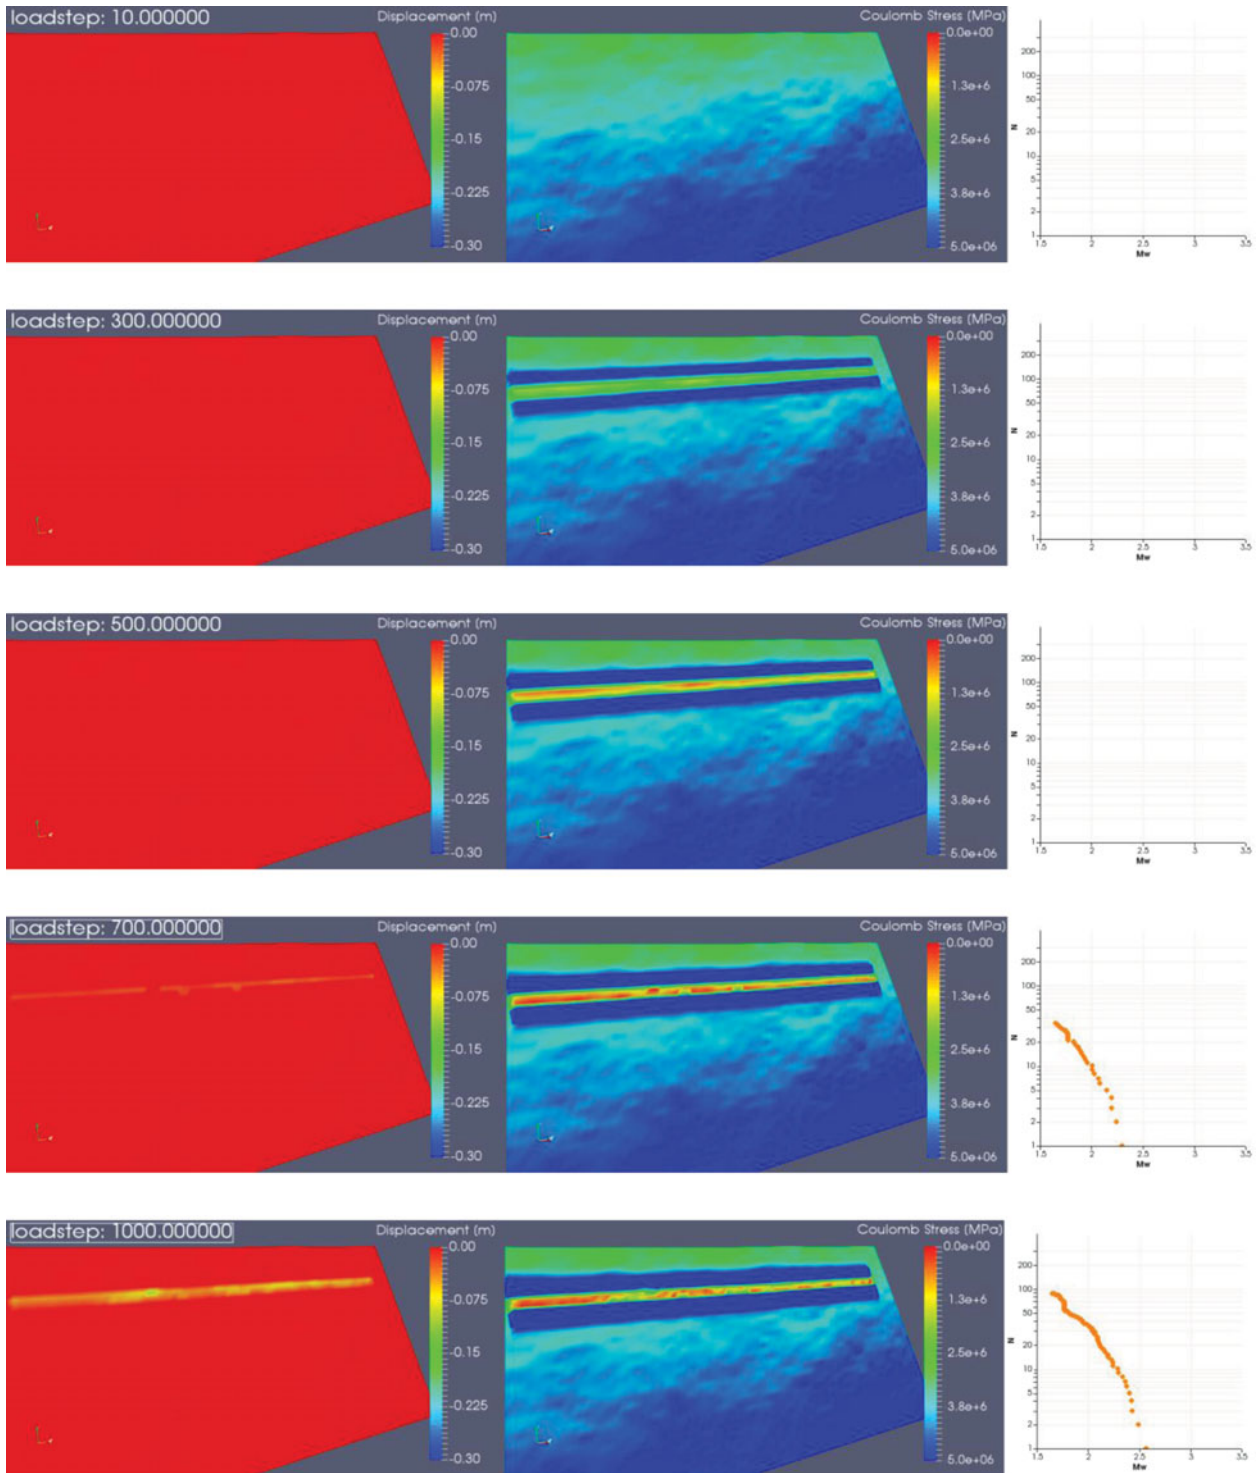 loadstep: 10.000000 Displacement (m) Coulomb Stress (MPa)
0.00 0.0e+00
-0.075 1.3e+6
-0.15 2.5e+6
-0.225 3.8e+6
-0.30 5.0e+06
200
100
50
N
20
10
5
2
1
1.5 2 2.5 3 3.5
Mw
loadstep: 300.000000 Displacement (m) Coulomb Stress (MPa)
0.00 0.0e+00
-0.075 1.3e+6
-0.15 2.5e+6
-0.225 3.8e+6
-0.30 5.0e+06
200
100
50
N
20
10
5
2
1
1.5 2 2.5 3 3.5
Mw
loadstep: 500.000000 Displacement (m) Coulomb Stress (MPa)
0.00 0.0e+00
-0.075 1.3e+6
-0.15 2.5e+6
-0.225 3.8e+6
-0.30 5.0e+06
200
100
50
N
20
10
5
2
1
1.5 2 2.5 3 3.5
Mw
loadstep: 700.000000 Displacement (m) Coulomb Stress (MPa)
0.00 0.0e+00
-0.075 1.3e+6
-0.15 2.5e+6
-0.225 3.8e+6
-0.30 5.0e+06
200
100
50
N
20
10
5
2
1
1.5 2 2.5 3 3.5
Mw
loadstep: 1000.000000 Displacement (m) Coulomb Stress (MPa)
0.00 0.0e+00
-0.075 1.3e+6
-0.15 2.5e+6
-0.225 3.8e+6
-0.30 5.0e+06
200
100
50
N
20
10
5
2
1
1.5 2 2.5 3 3.5
Mw